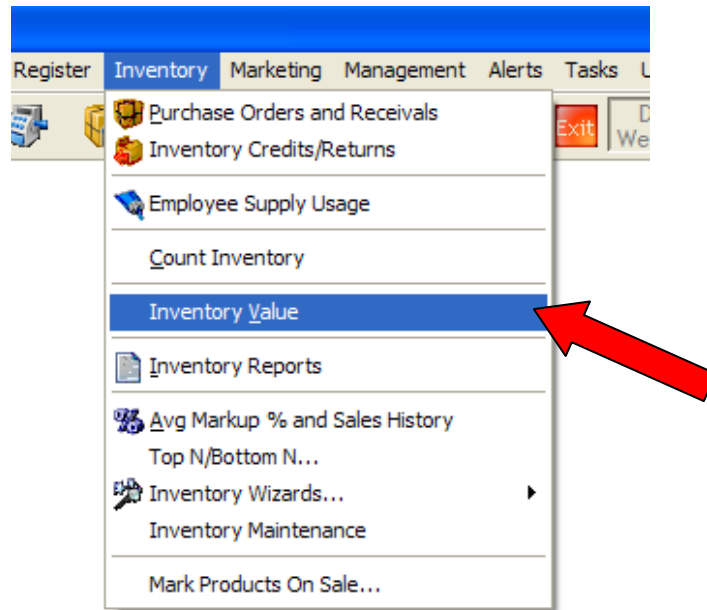 Register Inventory Marketing Management Alerts Tasks
Purchase Orders and Receivals
Exit
Inventory Credits/Returns
Employee Supply Usage
Count Inventory
Inventory Value
Inventory Reports
Avg Markup % and Sales History
Top N/Bottom N...
Inventory Wizards...
Inventory Maintenance
Mark Products On Sale...